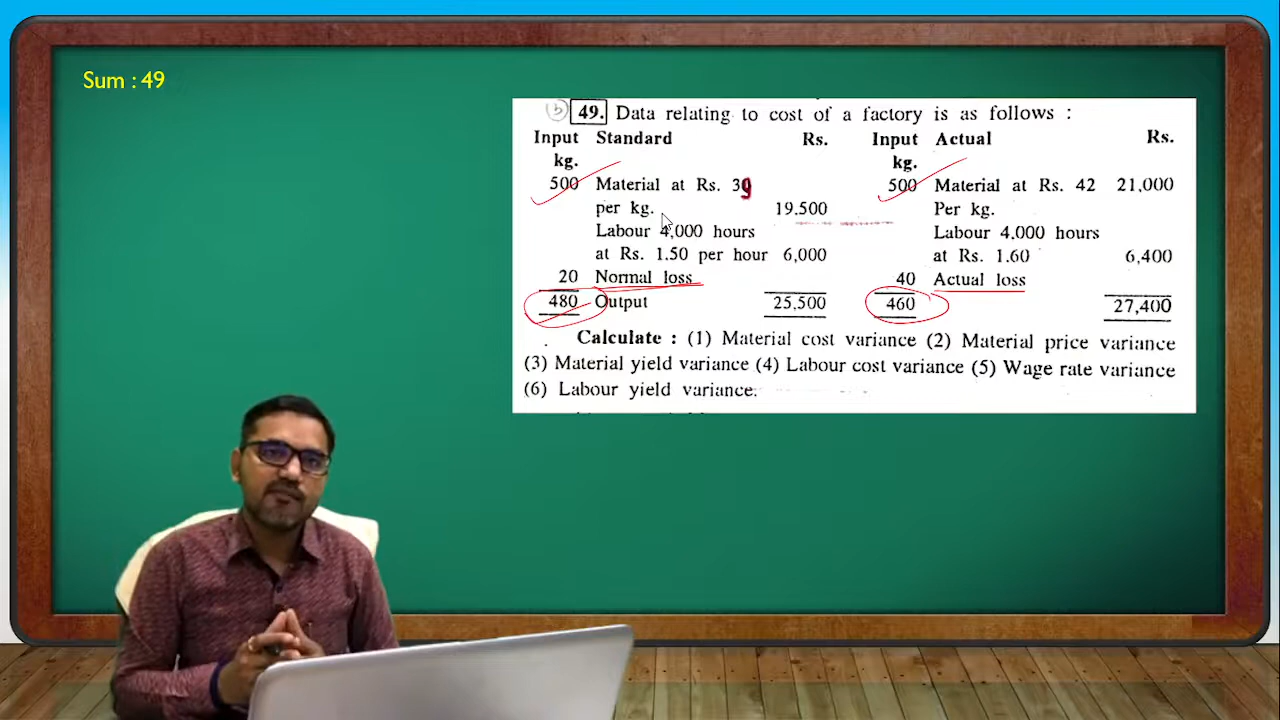 Sum : 49
b 49. Data relating to cost of a factory is as follows :
Input Standard Rs. Input Actual Rs.
kg. kg.
500 Material at Rs. 39 500 Material at Rs. 42 21,000
per kg. 19.500 Per kg.
Labour 4,000 hours Labour 4,000 hours
at Rs. 1.50 per hour 6,000 at Rs. 1.60 6,400
20 Normal loss 40 Actual loss
480 Output 25,500 460 27,400
Calculate : (1) Material cost variance (2) Material price variance
(3) Material yield variance (4) Labour cost variance (5) Wage rate variance
(6) Labour yield variance.